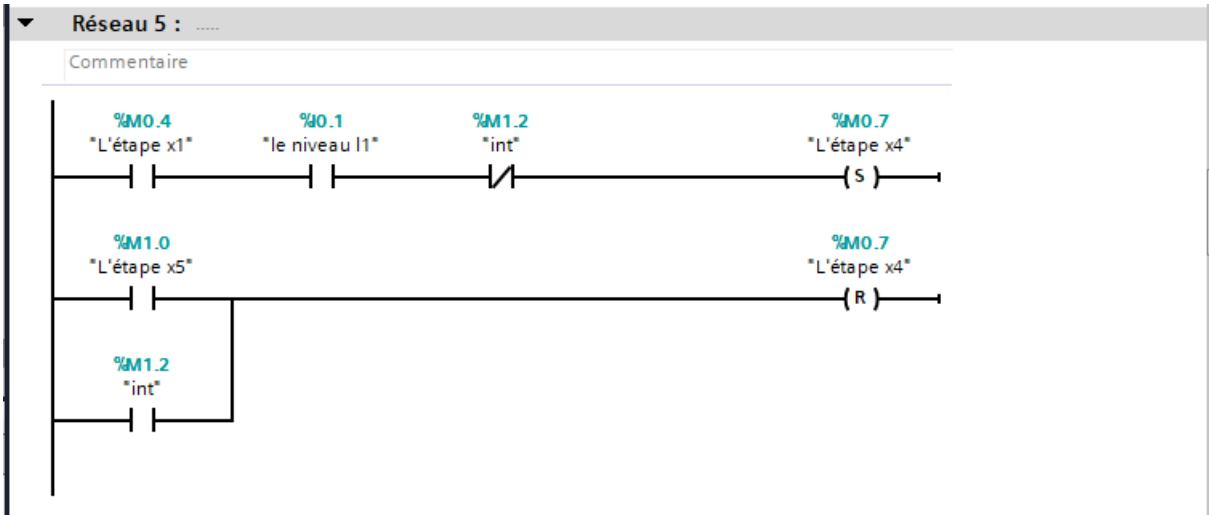 Réseau 5 : .....
Commentaire
%M0.4 %I0.1 %M1.2 %M0.7
"L'étape x1" "le niveau l1" "int" "L'étape x4"
S
%M1.0 %M0.7
"L'étape x5" "L'étape x4"
R
%M1.2
"int"